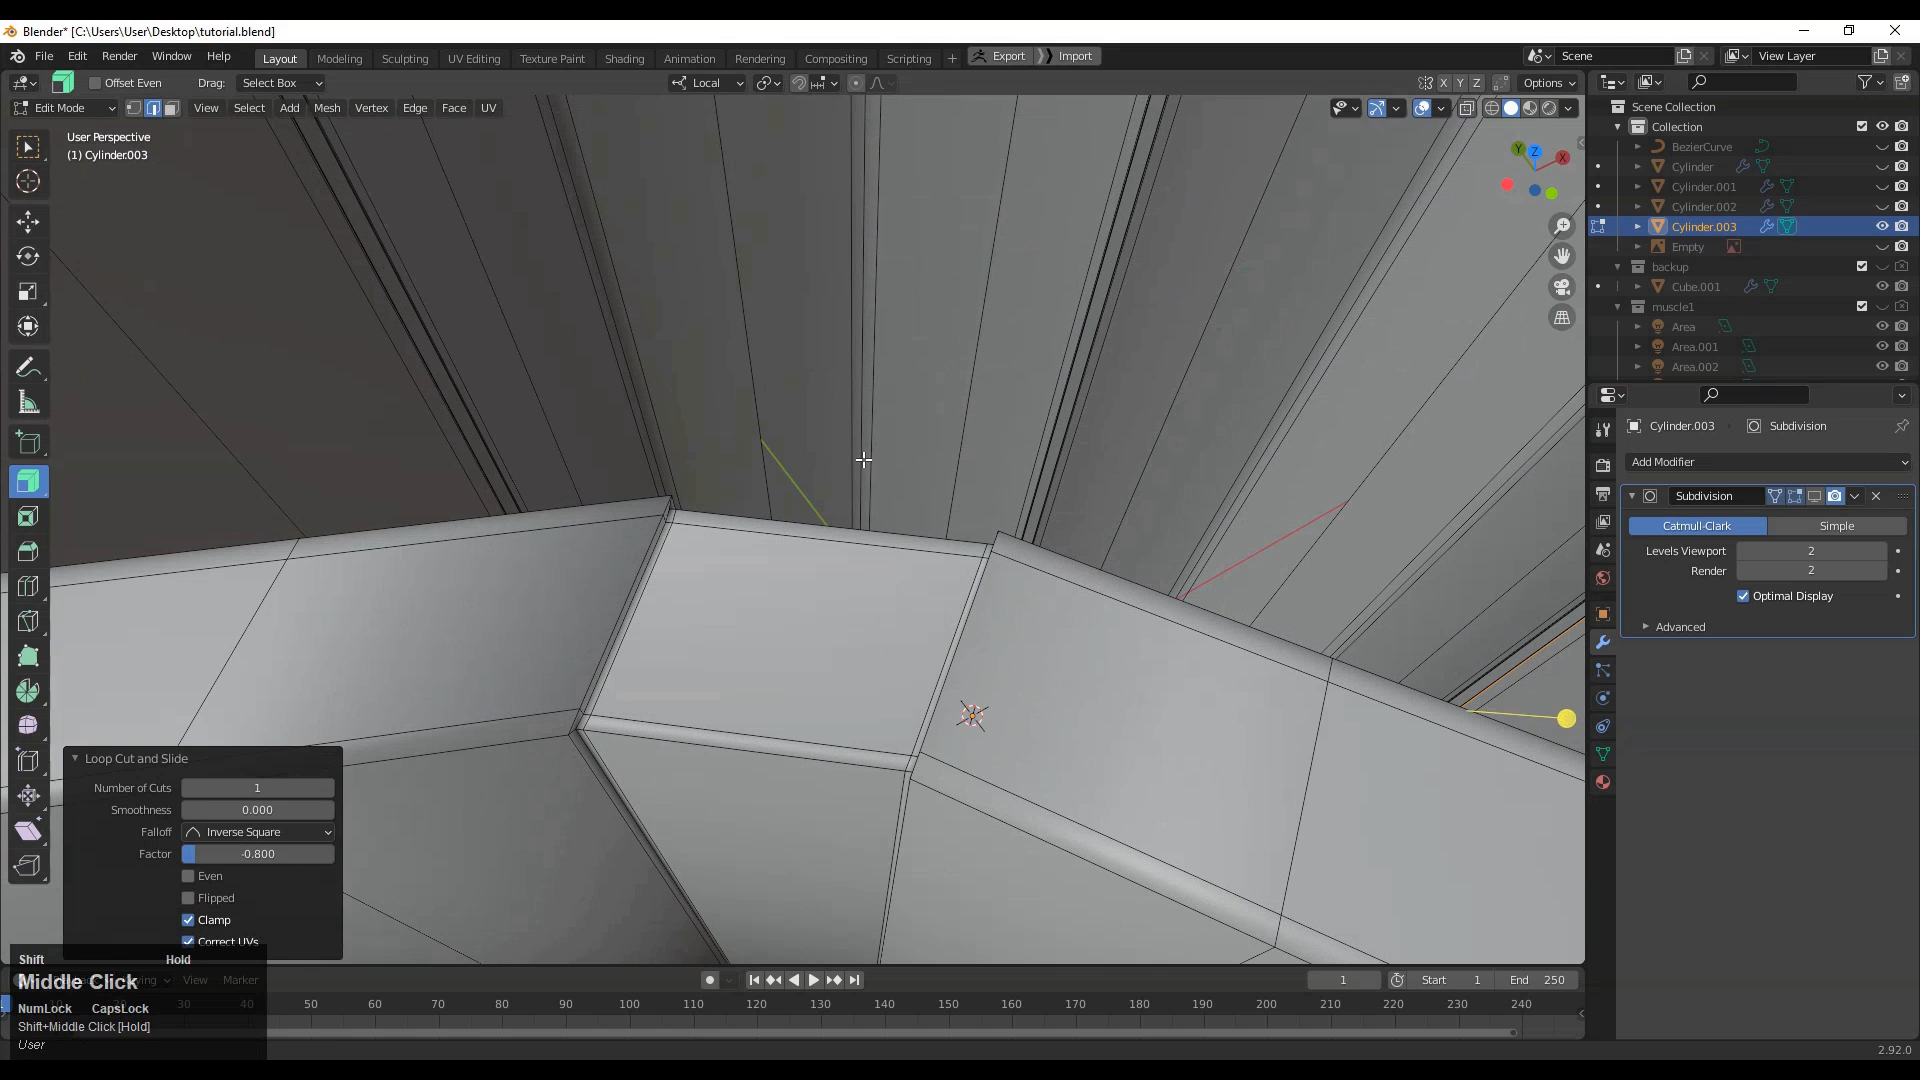 Blender* [C:\Users\User\Desktop\tutorial.blend]
File Edit Render Window Help
Layout Modeling Sculpting UV Editing Texture Paint Shading Animation Rendering Compositing Scripting + Export Import
Scene View Layer
Offset Even Drag: Select Box Local X Y Z Options
Edit Mode View Select Add Mesh Vertex Edge Face UV
User Perspective
(1) Cylinder.003
Z
Y
X
Scene Collection
Collection
BezierCurve
Cylinder
Cylinder.001
Cylinder.002
Cylinder.003
Empty
backup
Cube.001
muscle1
Area
Area.001
Area.002
Cylinder.003 Subdivision
Add Modifier
Subdivision
Catmull-Clark Simple
Levels Viewport 2
Render 2
Optimal Display
Advanced
Loop Cut and Slide
Number of Cuts 1
Smoothness 0.000
Falloff Inverse Square
Factor -0.800
Even
Flipped
Clamp
Correct UVs
Shift Hold
Middle Click
NumLock CapsLock
Shift+Middle Click [Hold]
User
View Marker
1 Start 1 End 250
30 40 50 60 70 80 90 100 110 120 130 140 150 160 170 180 190 200 210 220 230 240
2.92.0